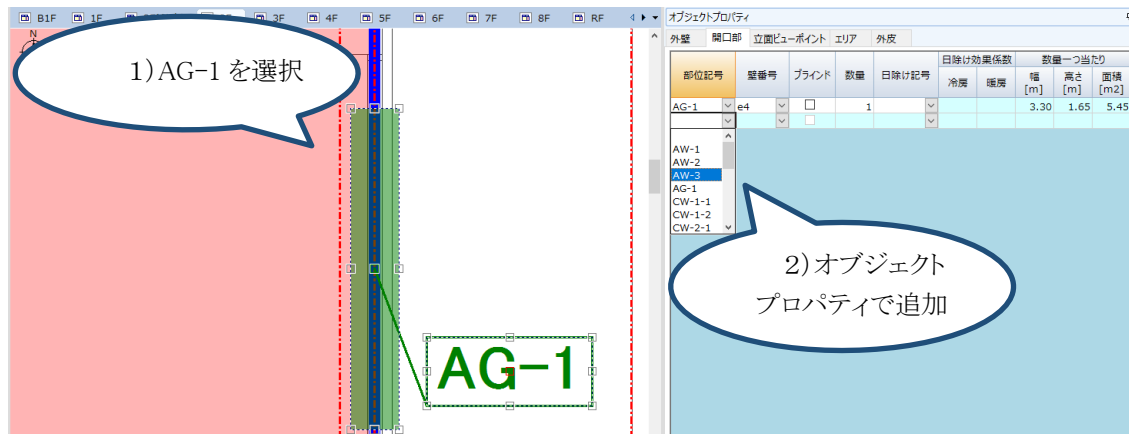 B1F
1F
3F
4F
5F
6F
7F
8F
RF
N
1)AG-1 を選択
AG-1
オブジェクトプロパティ
外壁 開口部 立面ビューポイント エリア 外皮
部位記号 壁番号 ブラインド 数量 日除け記号 日除け効果係数 数量一つ当たり
冷房 暖房 幅 [m] 高さ [m] 面積 [m2]
AG-1 e4 1 3.30 1.65 5.45
AW-1
AW-2
AW-3
AG-1
CW-1-1
CW-1-2
CW-2-1
2)オブジェクト
プロパティで追加